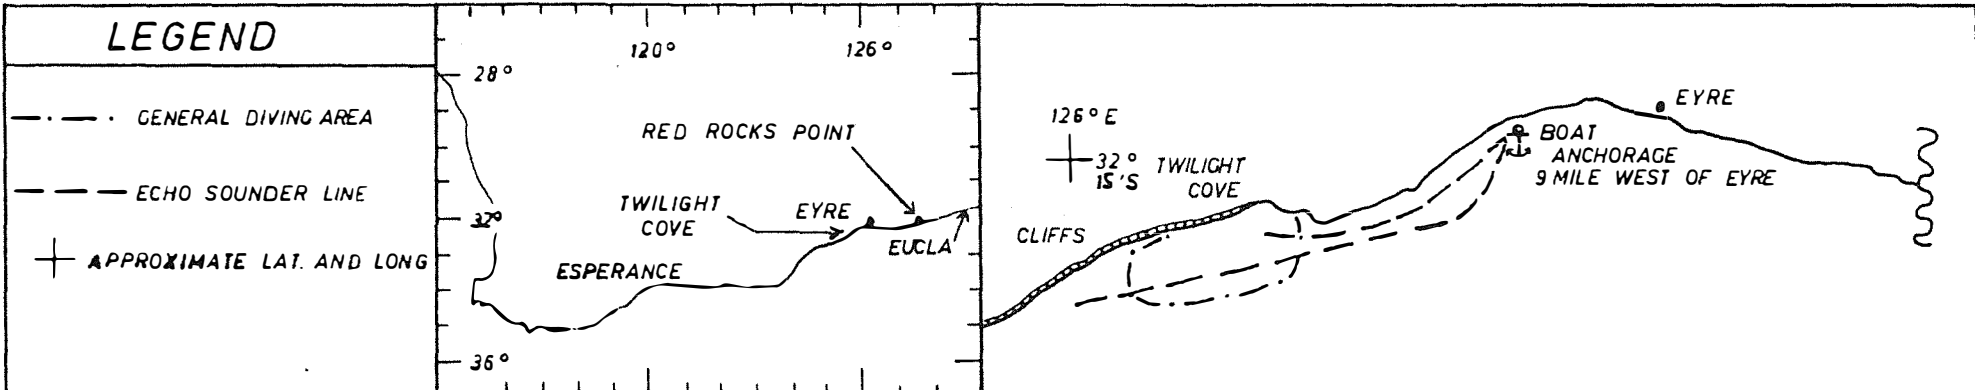 LEGEND
GENERAL DIVING AREA
ECHO SOUNDER LINE
APPROXIMATE LAT. AND LONG
120°
126°
28°
RED ROCKS POINT
TWILIGHT
COVE
EYRE
32°
EUCLA
ESPERANCE
36°
126° E
32°
15'S
TWILIGHT
COVE
CLIFFS
EYRE
BOAT
ANCHORAGE
9 MILE WEST OF EYRE